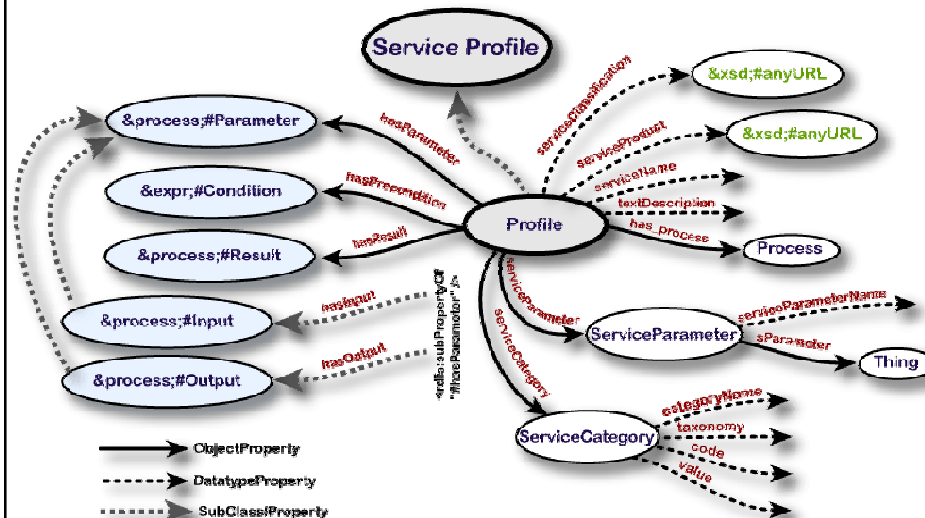 Service Profile
&xsd;#anyURL
serviceClassification
&process;#Parameter
hasParameter
serviceProduct
&xsd;#anyURL
serviceName
&expr;#Condition
hasPrecondition
textDescription
Profile
has_process
Process
hasResult
&process;#Result
serviceParameter
serviceCategory
hasInput
&process;#Input
serviceParameterName
ServiceParameter
sParameter
Thing
hasOutput
&process;#Output
categoryName
ServiceCategory
taxonomy
code
value
ObjectProperty
DatatypeProperty